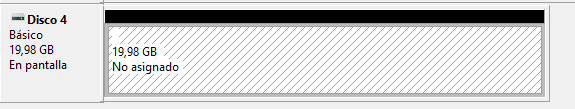 Disco 4
Básico
19,98 GB
En pantalla
19,98 GB
No asignado